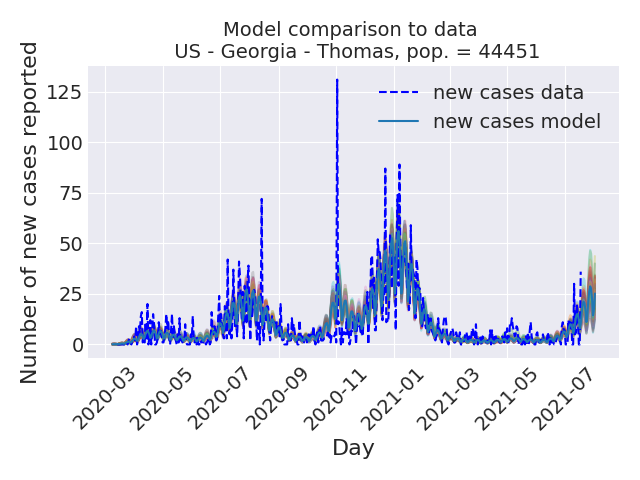 Model comparison to data
US - Georgia - Thomas, pop. = 44451
Number of new cases reported
125
100
75
50
25
0
new cases data
new cases model
2020-03
2020-05
2020-07
2020-09
2020-11
2021-01
2021-03
2021-05
2021-07
Day